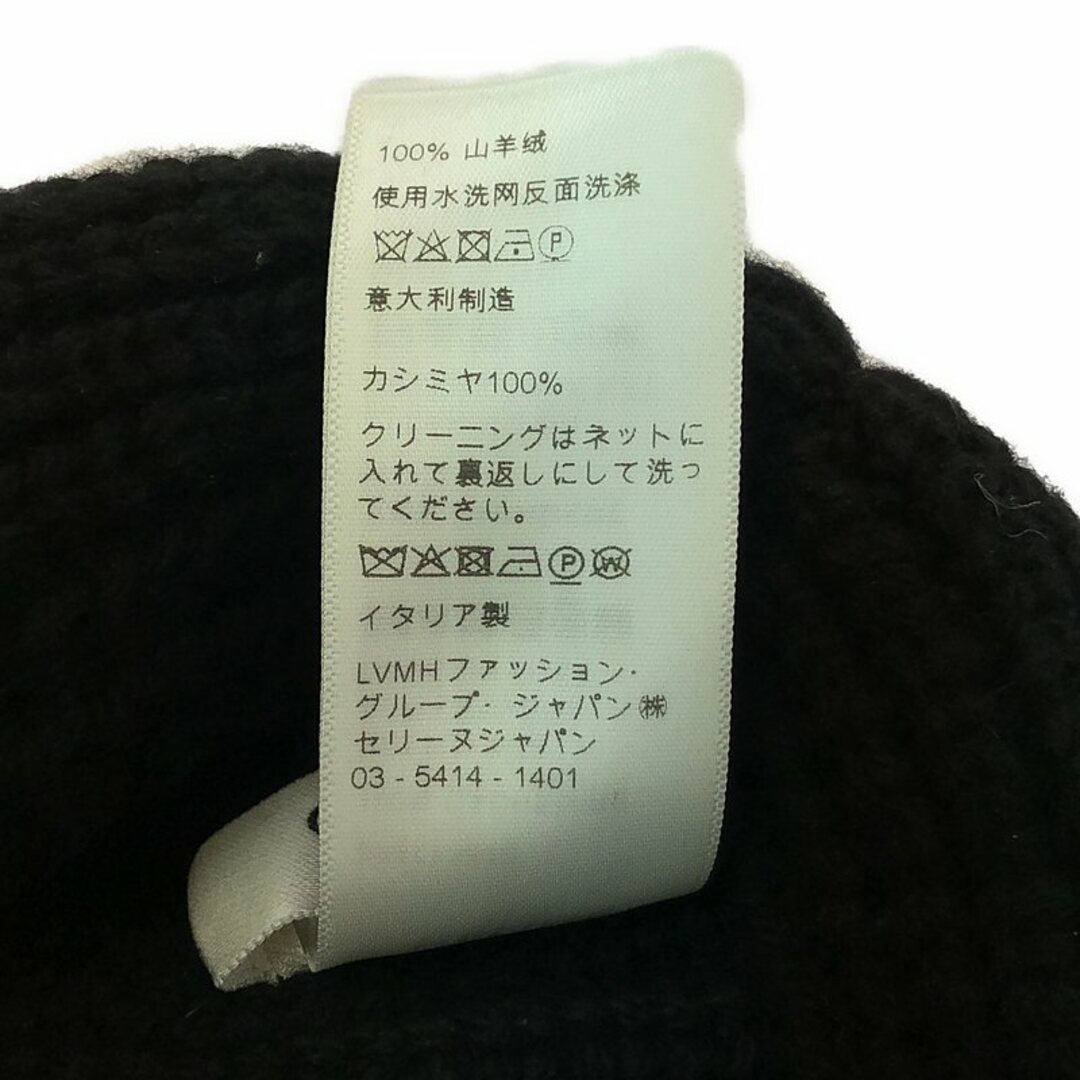 100% 山羊绒
使用水洗网反面洗涤
P
意大利制造
カシミヤ100%
クリーニングはネットに
入れて裏返しにして洗っ
てください。
P W
イタリア製
LVMHファッション・
グループ・ジャパン㈱
セリーヌジャパン
03 - 5414 - 1401